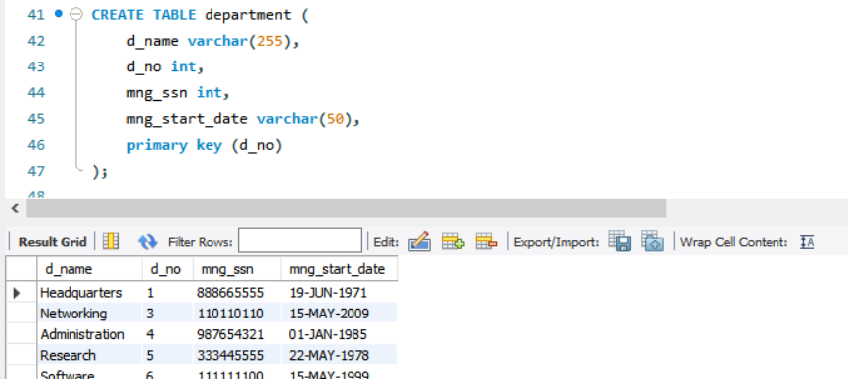 41 CREATE TABLE department (
42 d_name varchar(255),
43 d_no int,
44 mng_ssn int,
45 mng_start_date varchar(50),
46 primary key (d_no)
47 );
48
Result Grid Filter Rows: Edit: Export/Import: Wrap Cell Content: IA
d_name d_no mng_ssn mng_start_date
Headquarters 1 888665555 19-JUN-1971
Networking 3 110110110 15-MAY-2009
Administration 4 987654321 01-JAN-1985
Research 5 333445555 22-MAY-1978
Software 6 111111100 15-MAY-1999